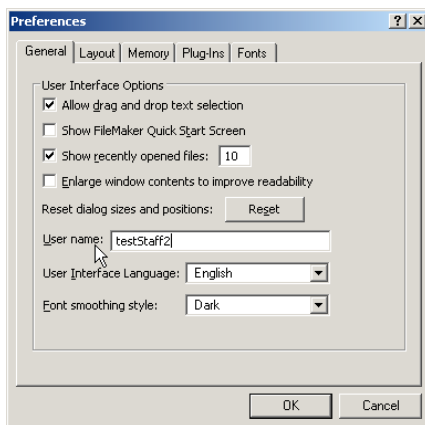 Preferences
General Layout Memory Plug-Ins Fonts
User Interface Options
Allow drag and drop text selection
Show FileMaker Quick Start Screen
Show recently opened files: 10
Enlarge window contents to improve readability
Reset dialog sizes and positions: Reset
User name: testStaff2
User Interface Language: English
Font smoothing style: Dark
OK Cancel